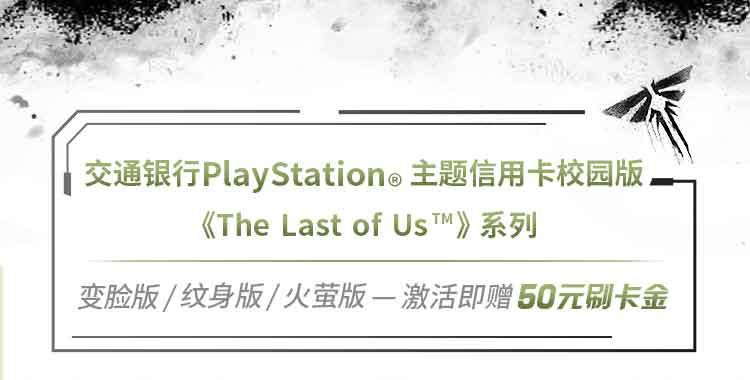 交通银行PlayStation® 主题信用卡校园版
《The Last of Us™》系列
变脸版 / 纹身版 / 火萤版 — 激活即赠 50元刷卡金